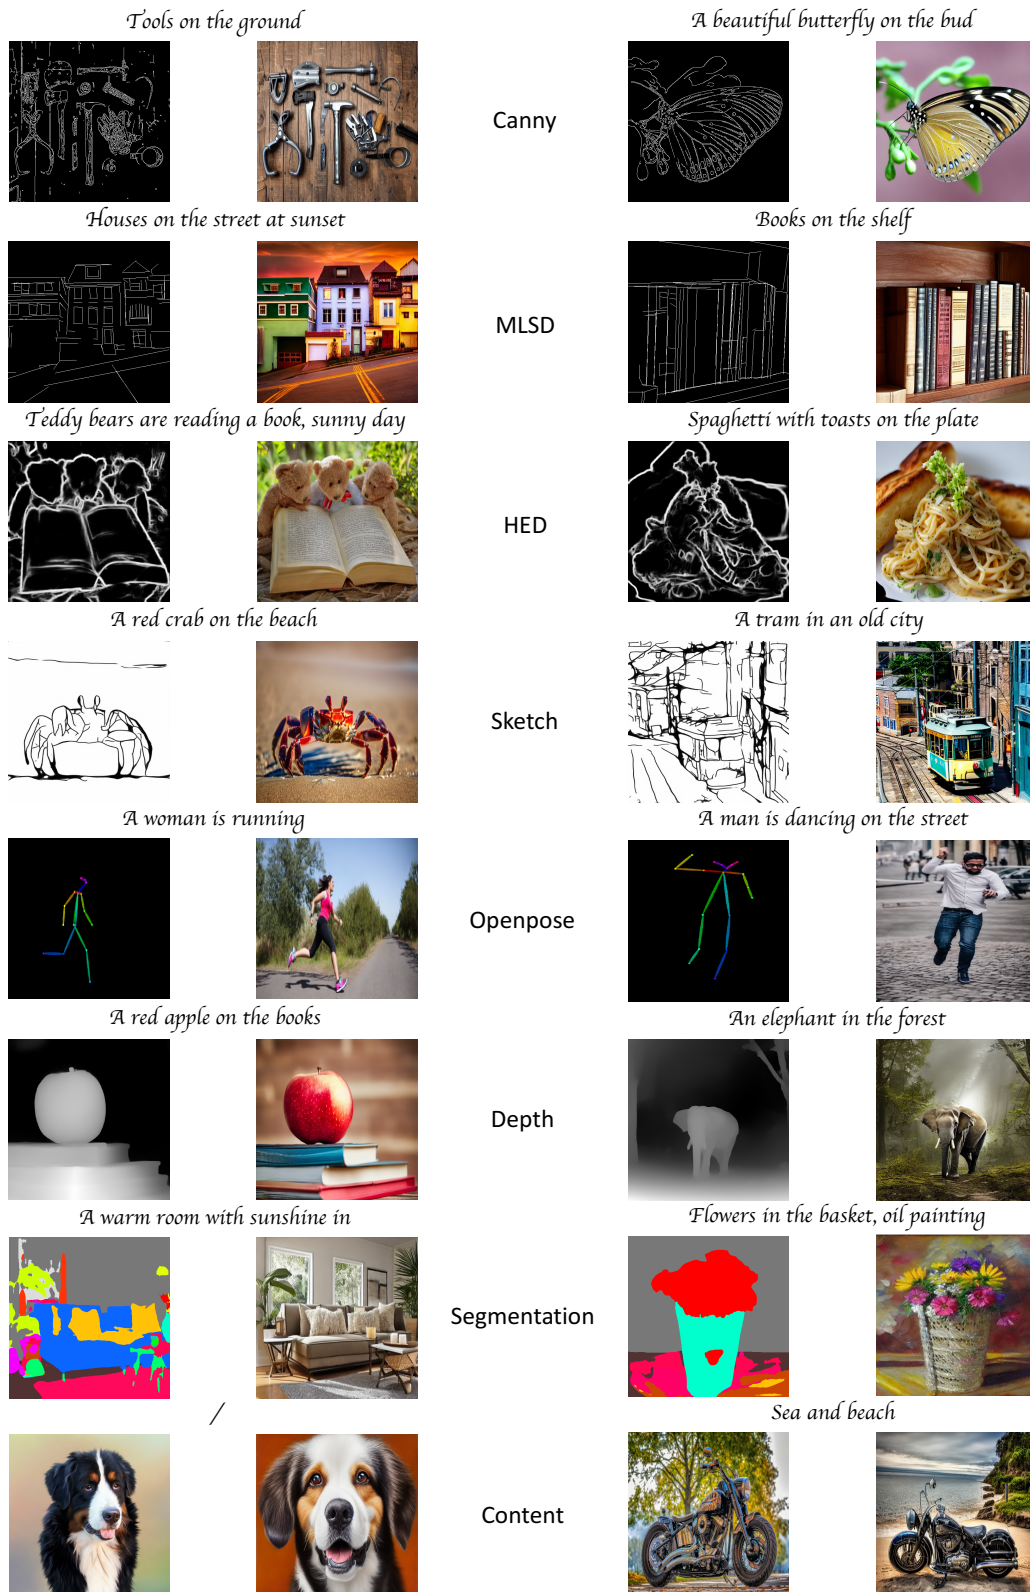 Tools on the ground
A beautiful butterfly on the bud
Canny
Houses on the street at sunset
Books on the shelf
MLSD
Teddy bears are reading a book, sunny day
Spaghetti with toasts on the plate
HED
A red crab on the beach
A tram in an old city
Sketch
A woman is running
A man is dancing on the street
Openpose
A red apple on the books
An elephant in the forest
Depth
A warm room with sunshine in
Flowers in the basket, oil painting
Segmentation
/
Sea and beach
Content